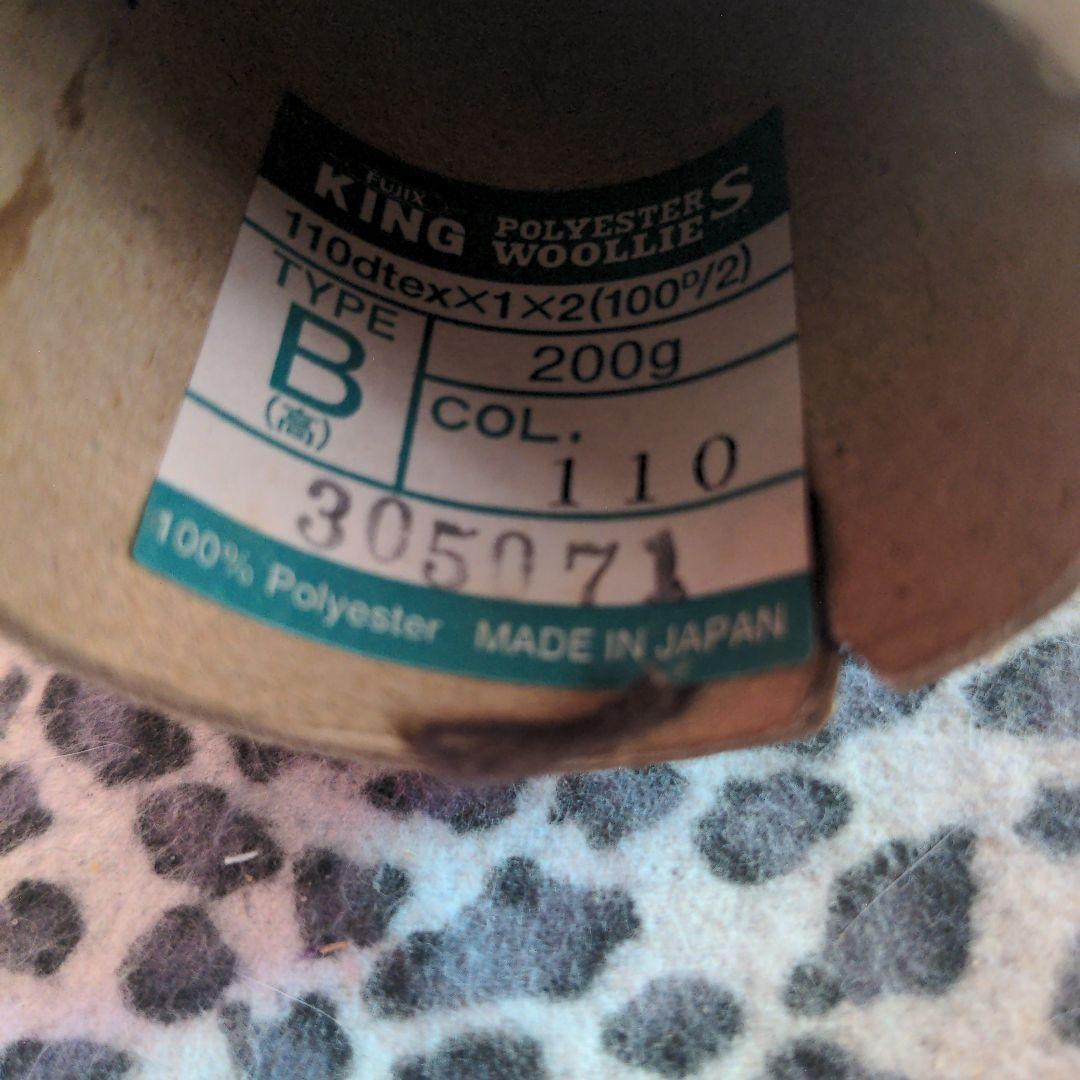 FUJIX
KING POLYESTER WOOLLIE S
110dtex×1×2(100ᴰ/2)
TYPE
B
(高)
200g
COL.
110
305071
100% Polyester MADE IN JAPAN